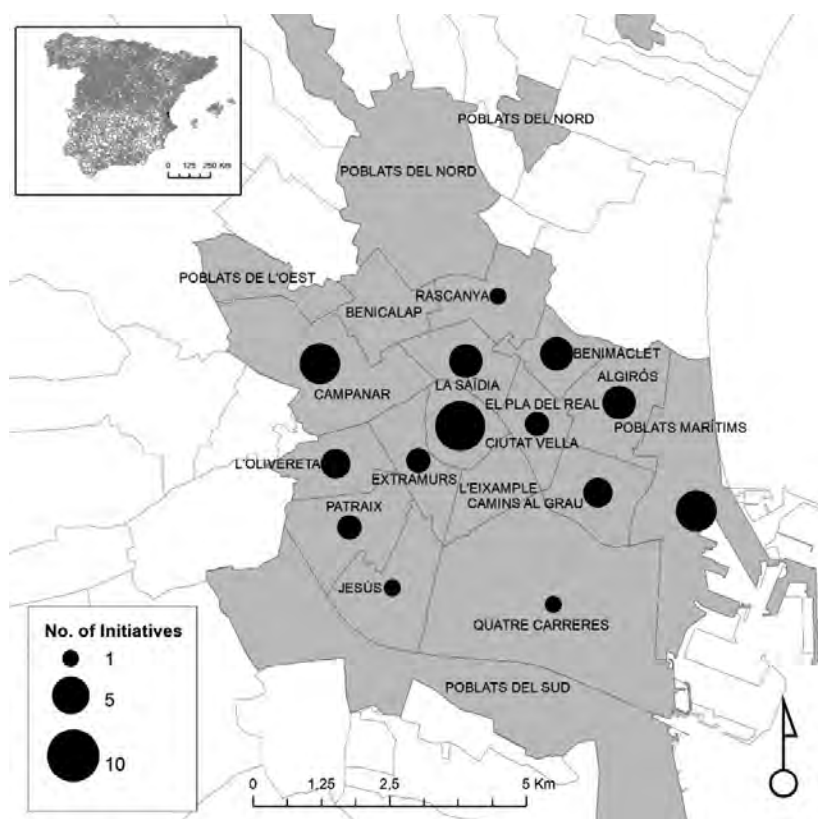 0 125 250 Km
POBLATS DEL NORD
POBLATS DEL NORD
POBLATS DE L'OEST
RASCANYA
BENICALAP
BENIMACLET
LA SAÏDIA
ALGIRÓS
CAMPANAR
EL PLA DEL REAL
POBLATS MARÍTIMS
CIUTAT VELLA
L'OLIVERETA
EXTRAMURS
L'EIXAMPLE
CAMINS AL GRAU
PATRAIX
JESÚS
QUATRE CARRERES
No. of Initiatives
1
5
10
POBLATS DEL SUD
0 1,25 2,5 5 Km